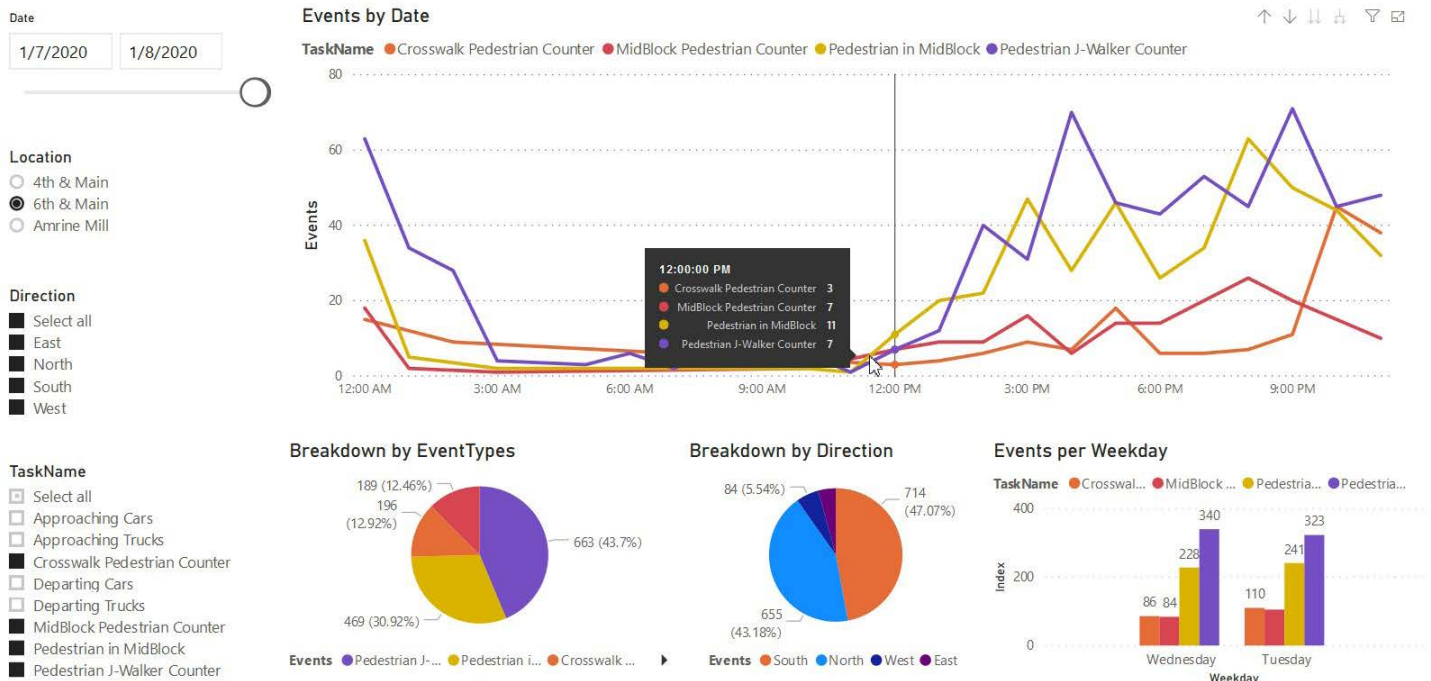 Date
1/7/2020 1/8/2020
Location
4th & Main
6th & Main
Amrine Mill
Direction
Select all
East
North
South
West
TaskName
Select all
Approaching Cars
Approaching Trucks
Crosswalk Pedestrian Counter
Departing Cars
Departing Trucks
MidBlock Pedestrian Counter
Pedestrian in MidBlock
Pedestrian J-Walker Counter
Events by Date
TaskName Crosswalk Pedestrian Counter MidBlock Pedestrian Counter Pedestrian in MidBlock Pedestrian J-Walker Counter
Events
80
60
40
20
0
12:00 AM 3:00 AM 6:00 AM 9:00 AM 12:00 PM 3:00 PM 6:00 PM 9:00 PM
12:00:00 PM
Crosswalk Pedestrian Counter 3
MidBlock Pedestrian Counter 7
Pedestrian in MidBlock 11
Pedestrian J-Walker Counter 7
Breakdown by EventTypes
189 (12.46%)
196
(12.92%)
663 (43.7%)
469 (30.92%)
Events Pedestrian J-... Pedestrian i... Crosswalk ...
Breakdown by Direction
84 (5.54%)
714
(47.07%)
655
(43.18%)
Events South North West East
Events per Weekday
TaskName Crosswal... MidBlock ... Pedestria... Pedestria...
Index
400
200
0
86 84 228 340
110 241 323
Wednesday Tuesday
Weekday